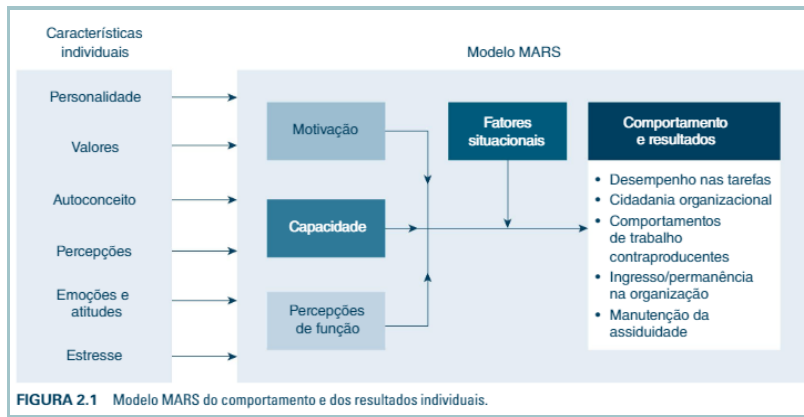 Características
individuais
Modelo MARS
Personalidade
Valores
Autoconceito
Percepções
Emoções e
atitudes
Estresse
Motivação
Capacidade
Percepções
de função
Fatores
situacionais
Comportamento
e resultados
• Desempenho nas tarefas
• Cidadania organizacional
• Comportamentos
de trabalho
contraproducentes
• Ingresso/permanência
na organização
• Manutenção da
assiduidade
FIGURA 2.1 Modelo MARS do comportamento e dos resultados individuais.